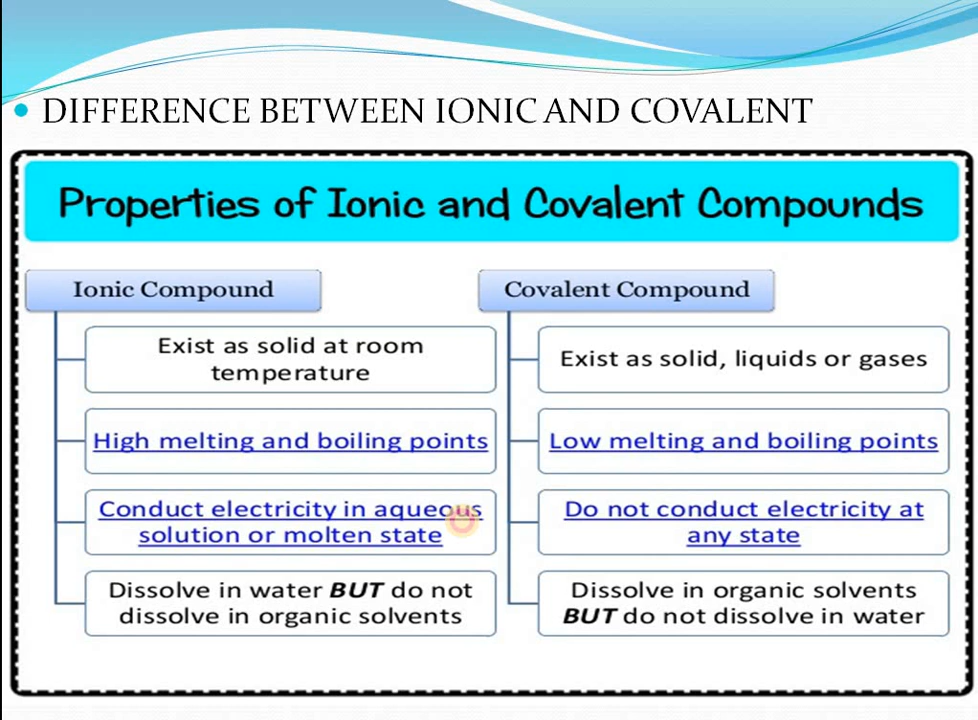 DIFFERENCE BETWEEN IONIC AND COVALENT
Properties of Ionic and Covalent Compounds
Ionic Compound
Exist as solid at room
temperature
High melting and boiling points
Conduct electricity in aqueous
solution or molten state
Dissolve in water BUT do not
dissolve in organic solvents
Covalent Compound
Exist as solid, liquids or gases
Low melting and boiling points
Do not conduct electricity at
any state
Dissolve in organic solvents
BUT do not dissolve in water